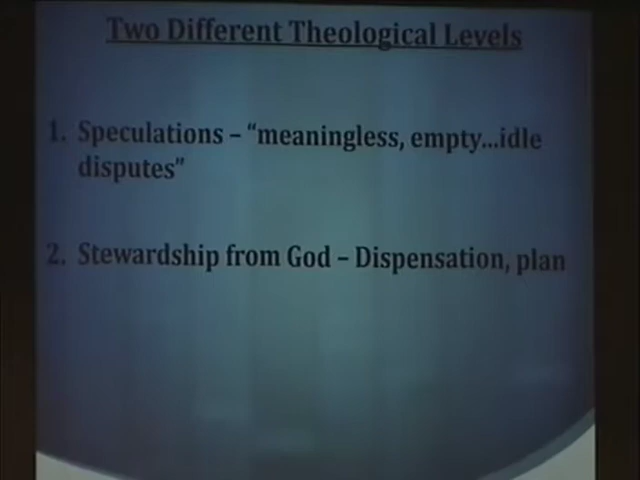 Two Different Theological Levels
1. Speculations – "meaningless, empty...idle
disputes"
2. Stewardship from God – Dispensation, plan